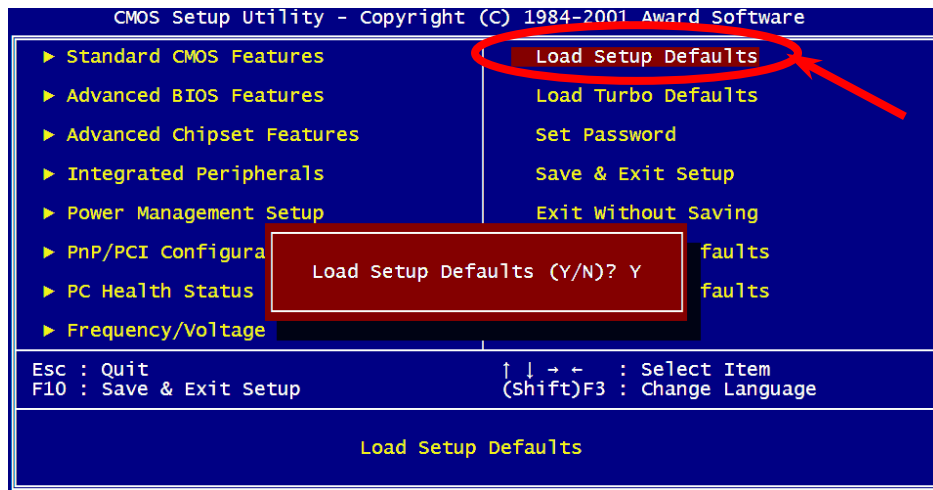 CMOS Setup Utility - Copyright (C) 1984-2001 Award Software
▶ Standard CMOS Features
▶ Advanced BIOS Features
▶ Advanced Chipset Features
▶ Integrated Peripherals
▶ Power Management Setup
▶ PnP/PCI Configura
▶ PC Health Status
▶ Frequency/Voltage
Load Setup Defaults
Load Turbo Defaults
Set Password
Save & Exit Setup
Exit Without Saving
faults
faults
Load Setup Defaults (Y/N)? Y
Esc : Quit
F10 : Save & Exit Setup
↑ ↓ → ← : Select Item
(Shift)F3 : Change Language
Load Setup Defaults